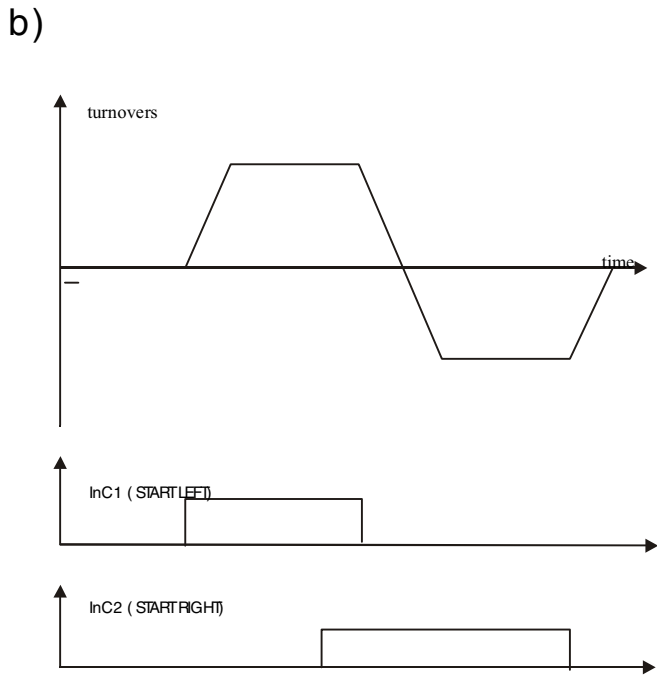 b)
turnovers
time
InC1 ( START LEFT)
InC2 ( START RIGHT)